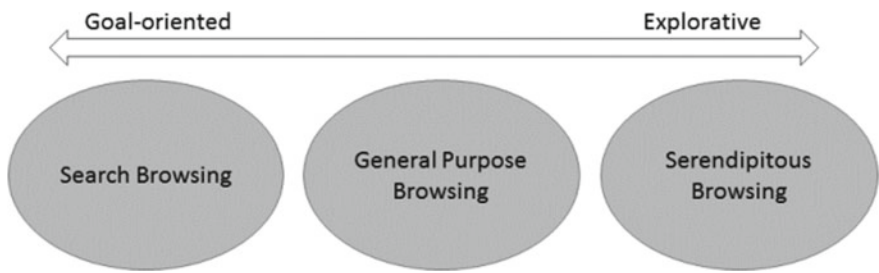 Goal-oriented
Explorative
Search Browsing
General Purpose
Browsing
Serendipitous
Browsing